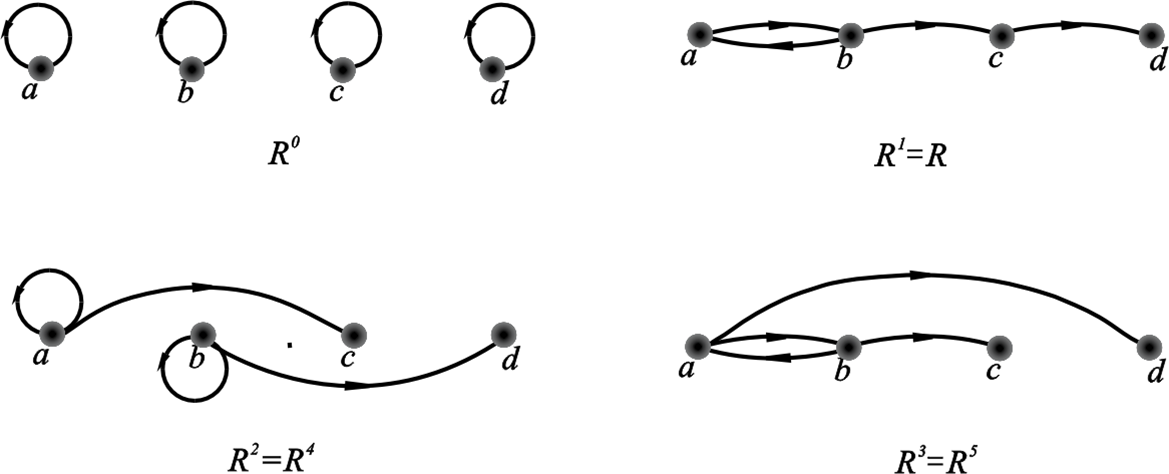 a b c d
R⁰
a b c d
R¹=R
a b c d
R²=R⁴
a b c d
R³=R⁵